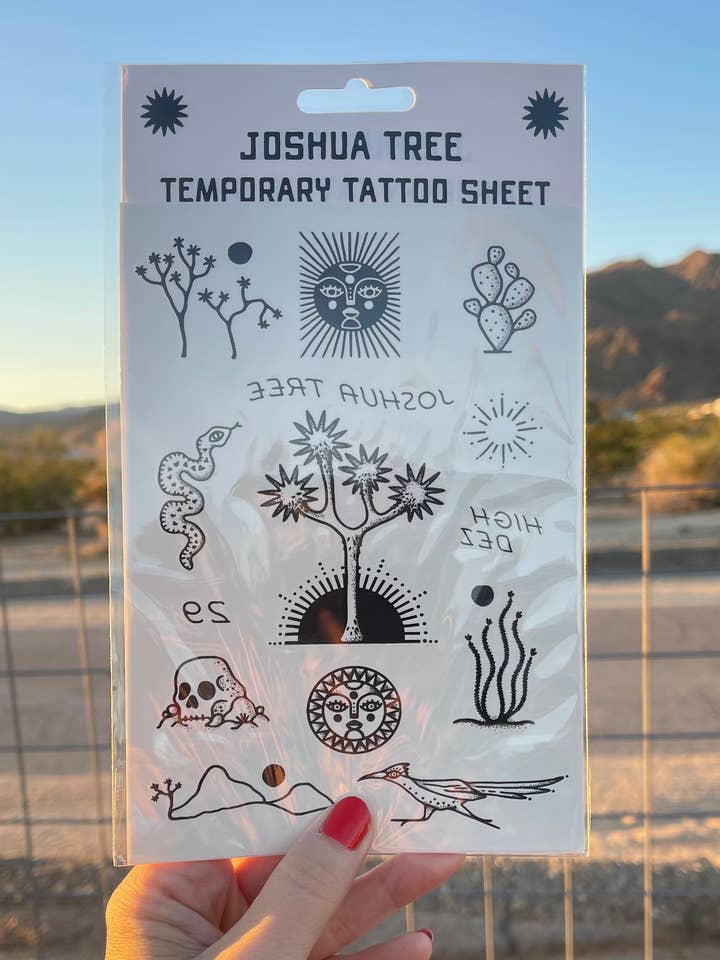 JOSHUA TREE
TEMPORARY TATTOO SHEET
JOSHUA TREE
HIGH
DEZ
29